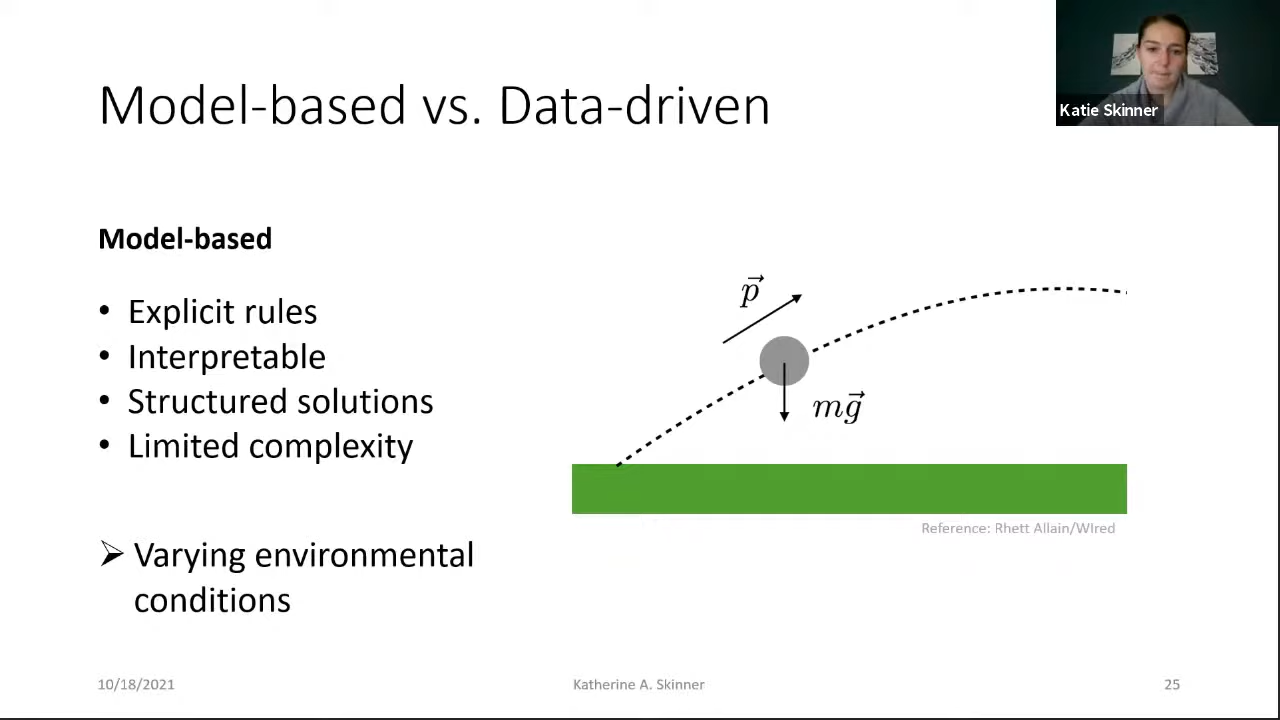 Model-based vs. Data-driven
Katie Skinner
Model-based
• Explicit rules
• Interpretable
• Structured solutions
• Limited complexity
➢ Varying environmental
conditions
p⃗
mg⃗
Reference: Rhett Allain/WIred
10/18/2021
Katherine A. Skinner
25